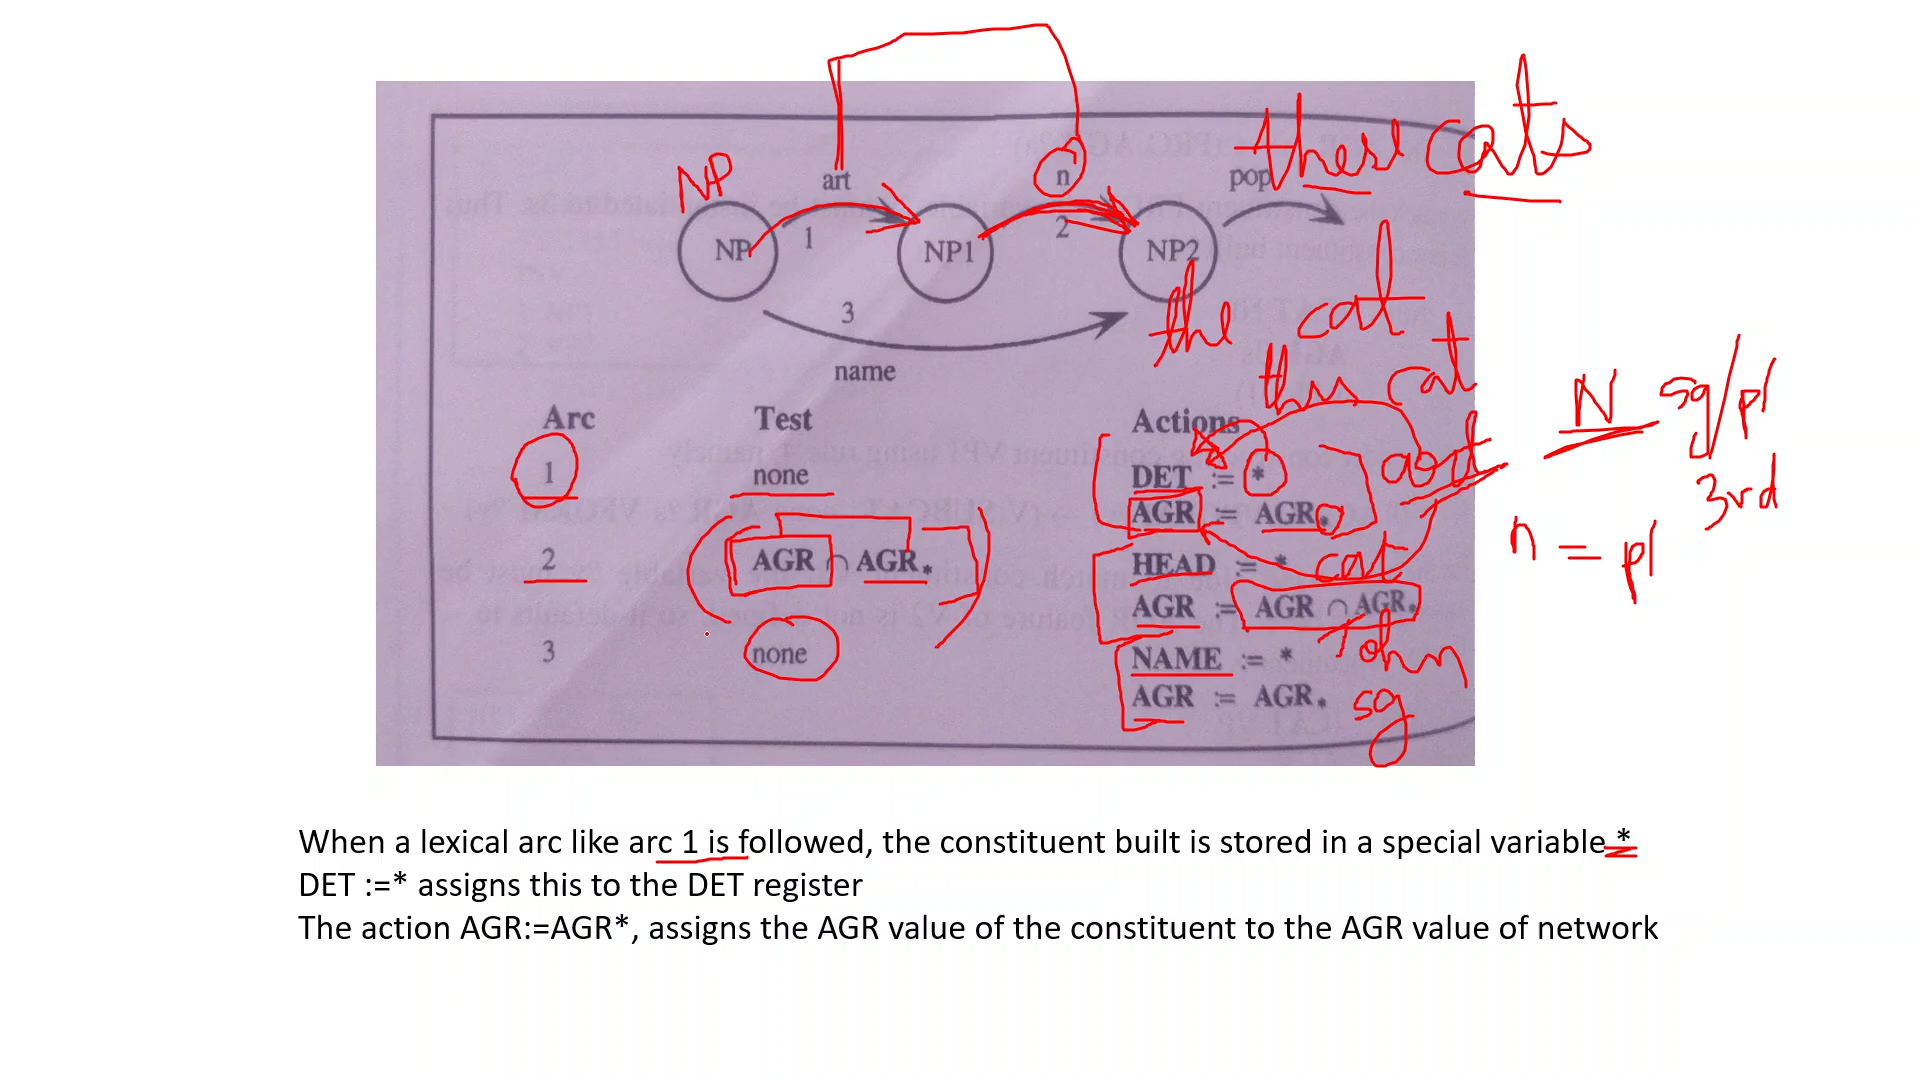 these cats
NP
art
n
pop
NP
1
NP1
2
NP2
3
the cat
name
this cat
N sg/pl
3rd
Arc Test Actions
1 none DET := *
AGR := AGR*
n = pl
2 AGR ∩ AGR* HEAD := * cat
AGR := AGR ∩ AGR*
3 none NAME := * John
AGR := AGR* sg
When a lexical arc like arc 1 is followed, the constituent built is stored in a special variable *
DET :=* assigns this to the DET register
The action AGR:=AGR*, assigns the AGR value of the constituent to the AGR value of network